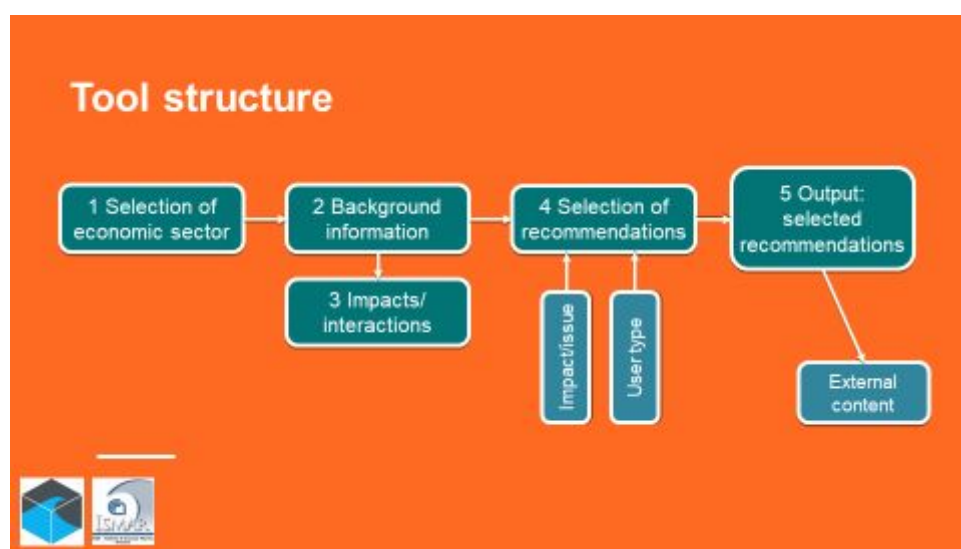 Tool structure
1 Selection of
economic sector
2 Background
information
4 Selection of
recommendations
5 Output:
selected
recommendations
3 Impacts/
interactions
Impact/issue
User type
External
content
ISMAR